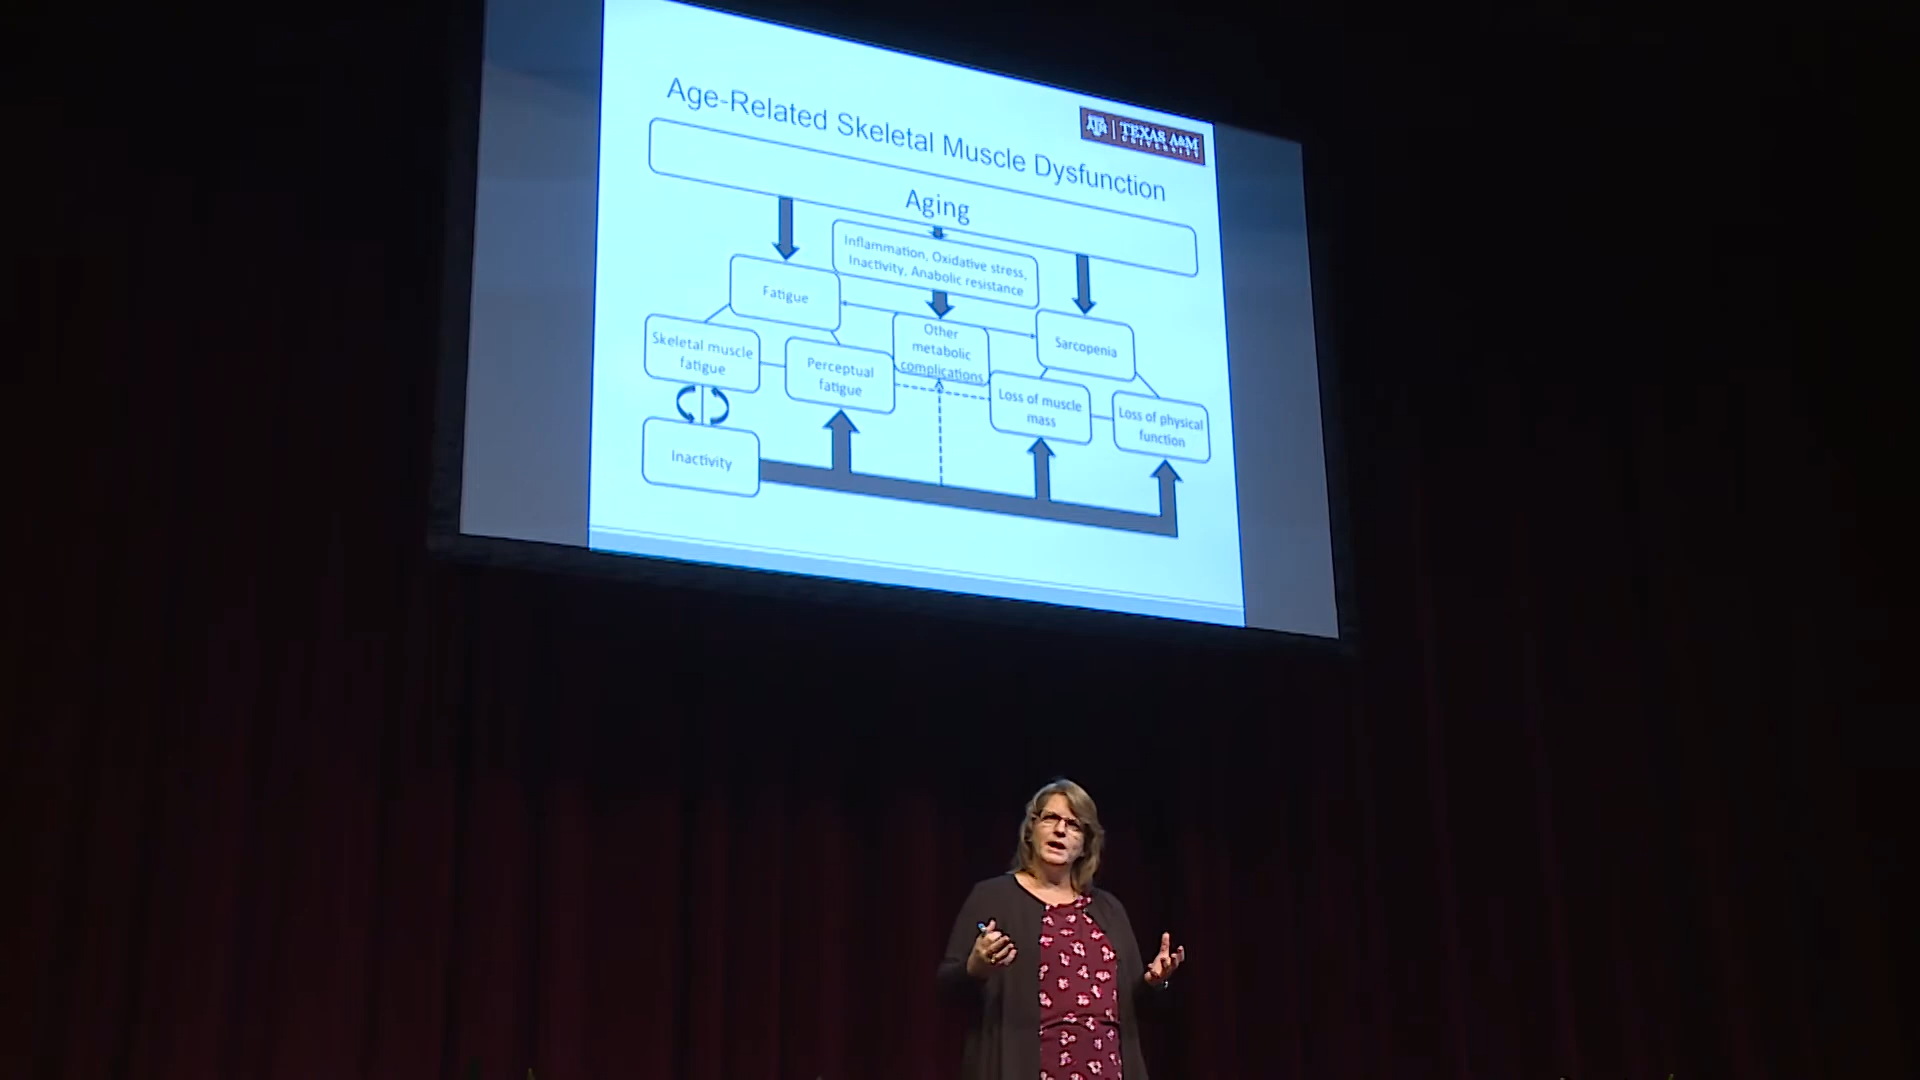 Age-Related Skeletal Muscle Dysfunction
TEXAS A&M
UNIVERSITY
Aging
Inflammation, Oxidative stress,
Inactivity, Anabolic resistance
Fatigue
Other
metabolic
complications
Sarcopenia
Skeletal muscle
fatigue
Perceptual
fatigue
Loss of muscle
mass
Loss of physical
function
Inactivity